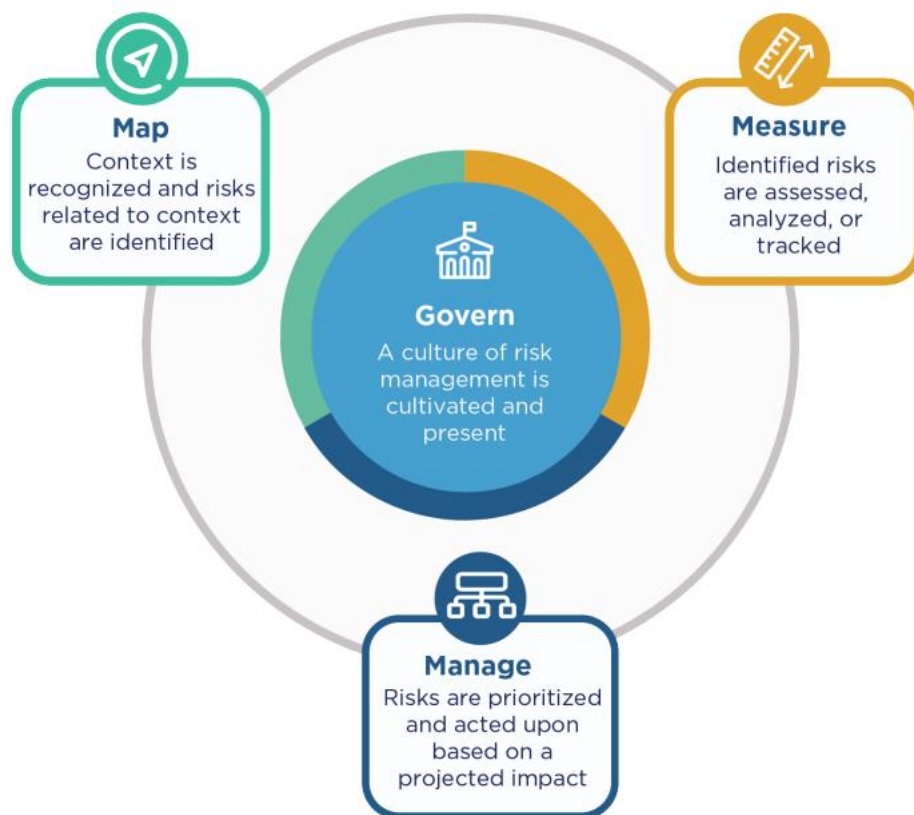 Map
Context is
recognized and risks
related to context
are identified
Measure
Identified risks
are assessed,
analyzed, or
tracked
Govern
A culture of risk
management is
cultivated and
present
Manage
Risks are prioritized
and acted upon
based on a
projected impact